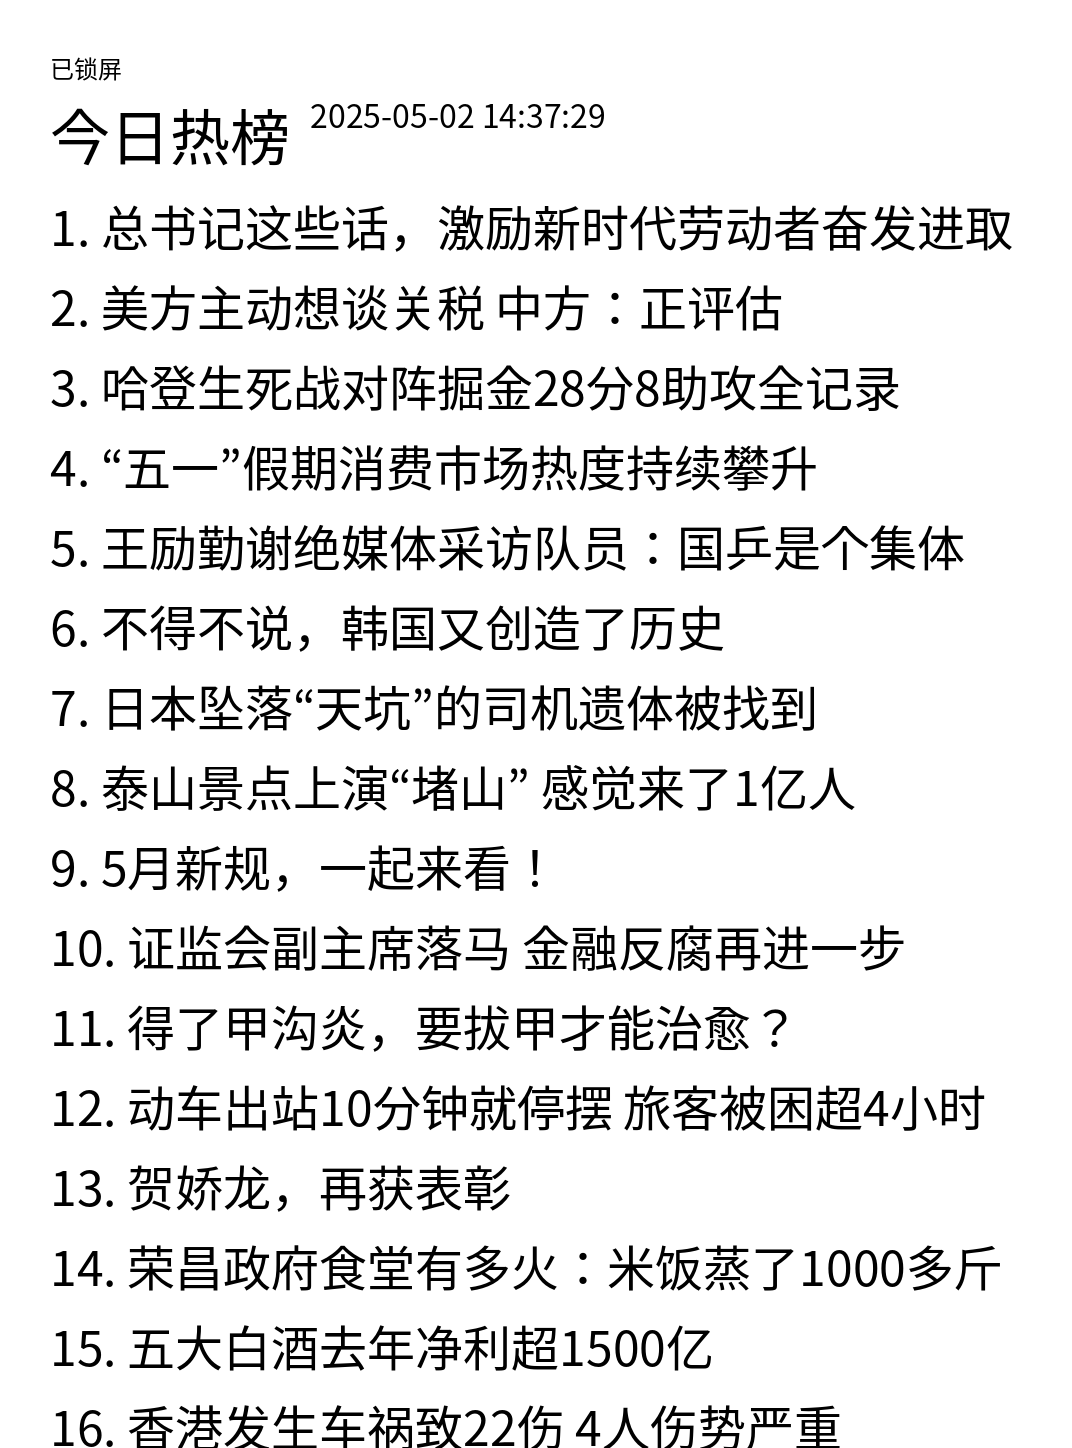 已锁屏
今日热榜 2025-05-02 14:37:29
1. 总书记这些话，激励新时代劳动者奋发进取
2. 美方主动想谈关税 中方：正评估
3. 哈登生死战对阵掘金28分8助攻全记录
4. “五一”假期消费市场热度持续攀升
5. 王励勤谢绝媒体采访队员：国乒是个集体
6. 不得不说，韩国又创造了历史
7. 日本坠落“天坑”的司机遗体被找到
8. 泰山景点上演“堵山” 感觉来了1亿人
9. 5月新规，一起来看！
10. 证监会副主席落马 金融反腐再进一步
11. 得了甲沟炎，要拔甲才能治愈？
12. 动车出站10分钟就停摆 旅客被困超4小时
13. 贺娇龙，再获表彰
14. 荣昌政府食堂有多火：米饭蒸了1000多斤
15. 五大白酒去年净利超1500亿
16. 香港发生车祸致22伤 4人伤势严重